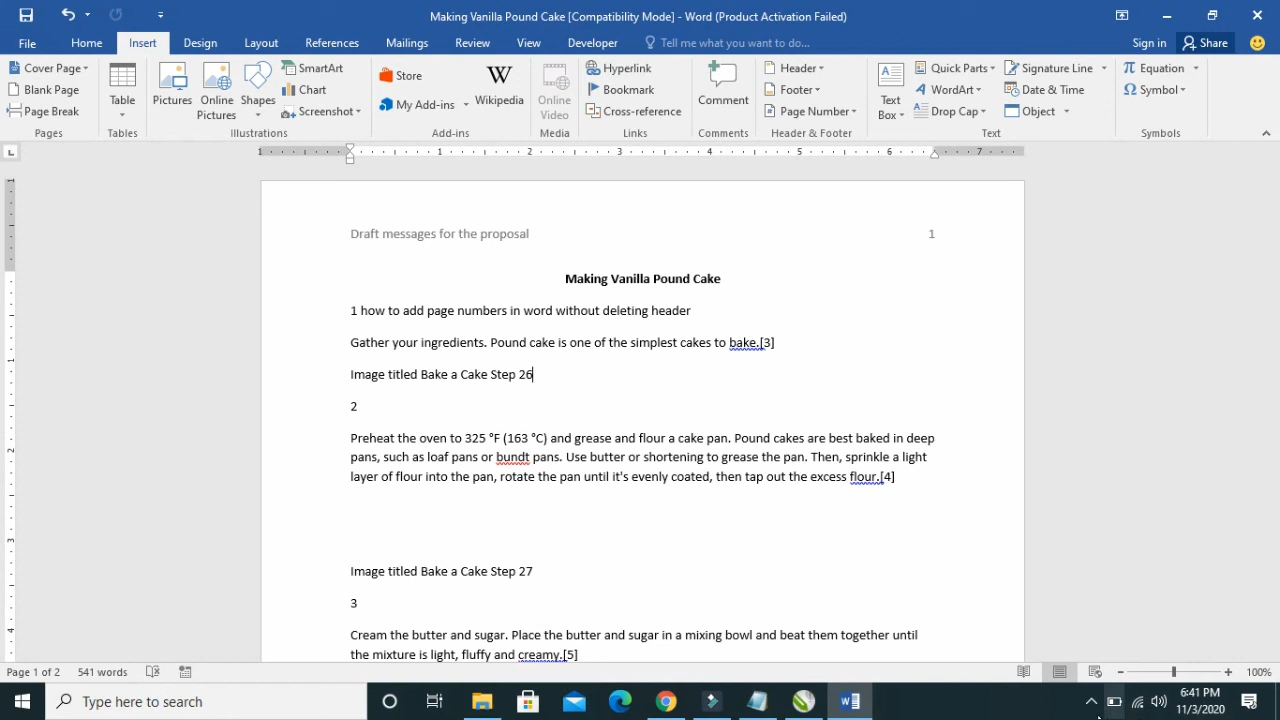 Making Vanilla Pound Cake [Compatibility Mode] - Word (Product Activation Failed)
File Home Insert Design Layout References Mailings Review View Developer Tell me what you want to do... Sign in Share
Cover Page
Blank Page
Page Break
Pages
Table
Tables
Pictures
Online Pictures
Shapes
SmartArt
Chart
Screenshot
Illustrations
Store
My Add-ins
W
Wikipedia
Add-ins
Online Video
Media
Hyperlink
Bookmark
Cross-reference
Links
Comment
Comments
Header
Footer
Page Number
Header & Footer
Text Box
Quick Parts
WordArt
Drop Cap
Signature Line
Date & Time
Object
Text
Equation
Symbol
Symbols
1 1 2 3 4 5 6 7
Draft messages for the proposal 1
Making Vanilla Pound Cake
1 how to add page numbers in word without deleting header
Gather your ingredients. Pound cake is one of the simplest cakes to bake.[3]
Image titled Bake a Cake Step 26
2
Preheat the oven to 325 °F (163 °C) and grease and flour a cake pan. Pound cakes are best baked in deep
pans, such as loaf pans or bundt pans. Use butter or shortening to grease the pan. Then, sprinkle a light
layer of flour into the pan, rotate the pan until it's evenly coated, then tap out the excess flour.[4]
Image titled Bake a Cake Step 27
3
Cream the butter and sugar. Place the butter and sugar in a mixing bowl and beat them together until
the mixture is light, fluffy and creamy.[5]
Page 1 of 2 541 words 100%
Type here to search
6:41 PM
11/3/2020